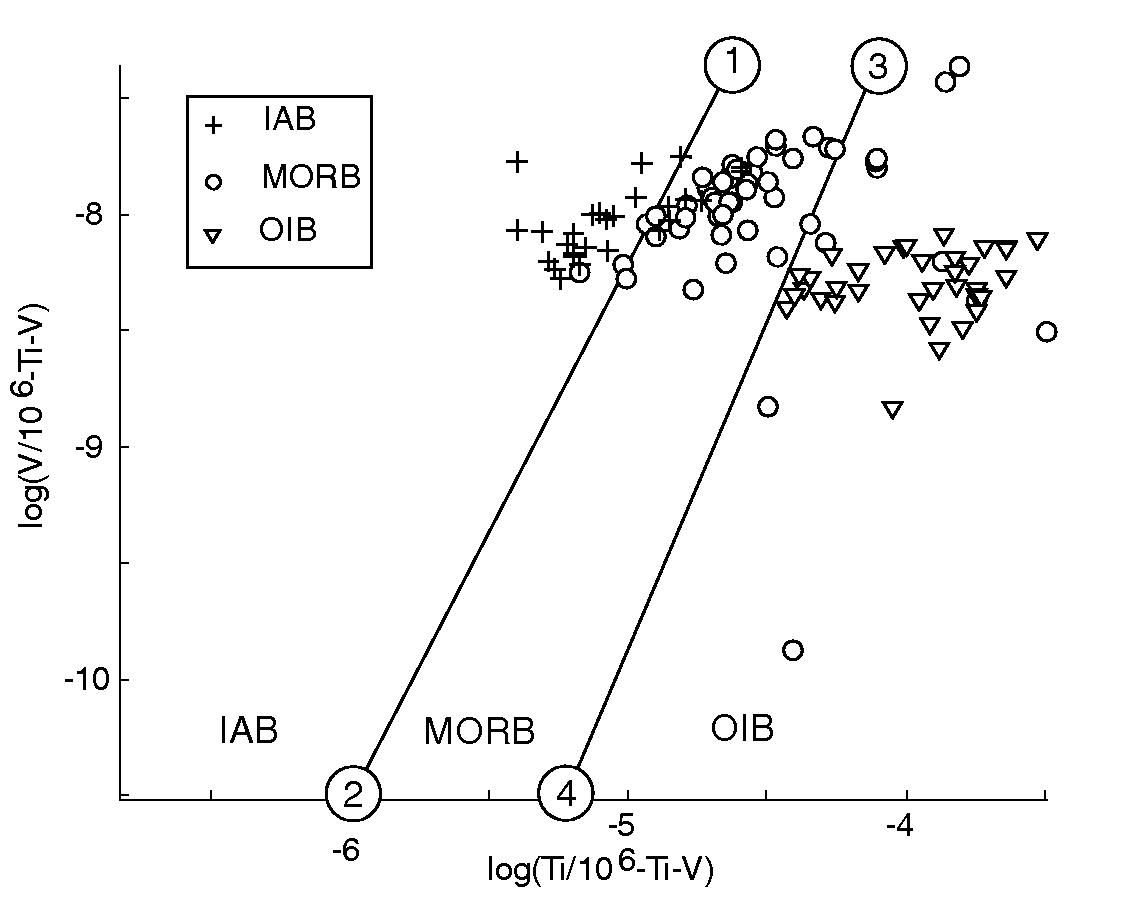 1
3
IAB
MORB
OIB
-8
-9
-10
log(V/10^6-Ti-V)
IAB
MORB
OIB
2
4
-6
-5
-4
log(Ti/10^6-Ti-V)